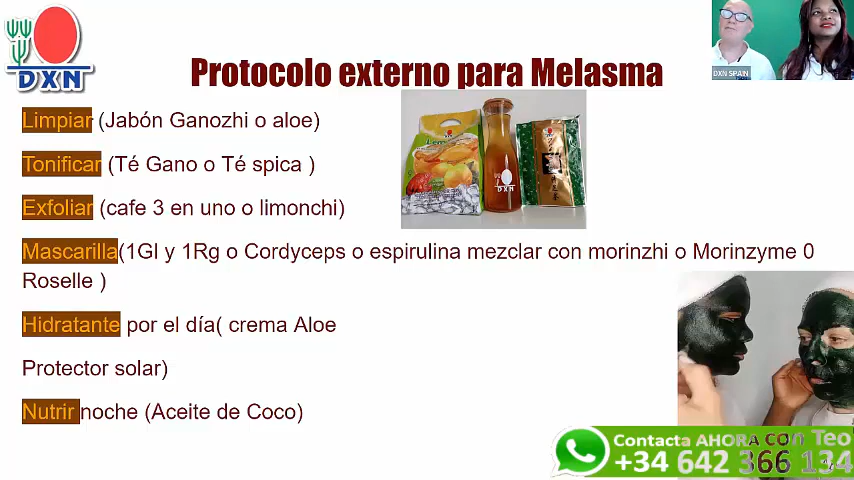 DXN
Protocolo externo para Melasma
DXN SPAIN
Limpiar (Jabón Ganozhi o aloe)
Tonificar (Té Gano o Té spica )
Exfoliar (cafe 3 en uno o limonchi)
DXN
Mascarilla(1Gl y 1Rg o Cordyceps o espirulina mezclar con morinzhi o Morinzyme 0
Roselle )
Hidratante por el día( crema Aloe
Protector solar)
Nutrir noche (Aceite de Coco)
Contacta AHORA CON Teo
+34 642 366 134